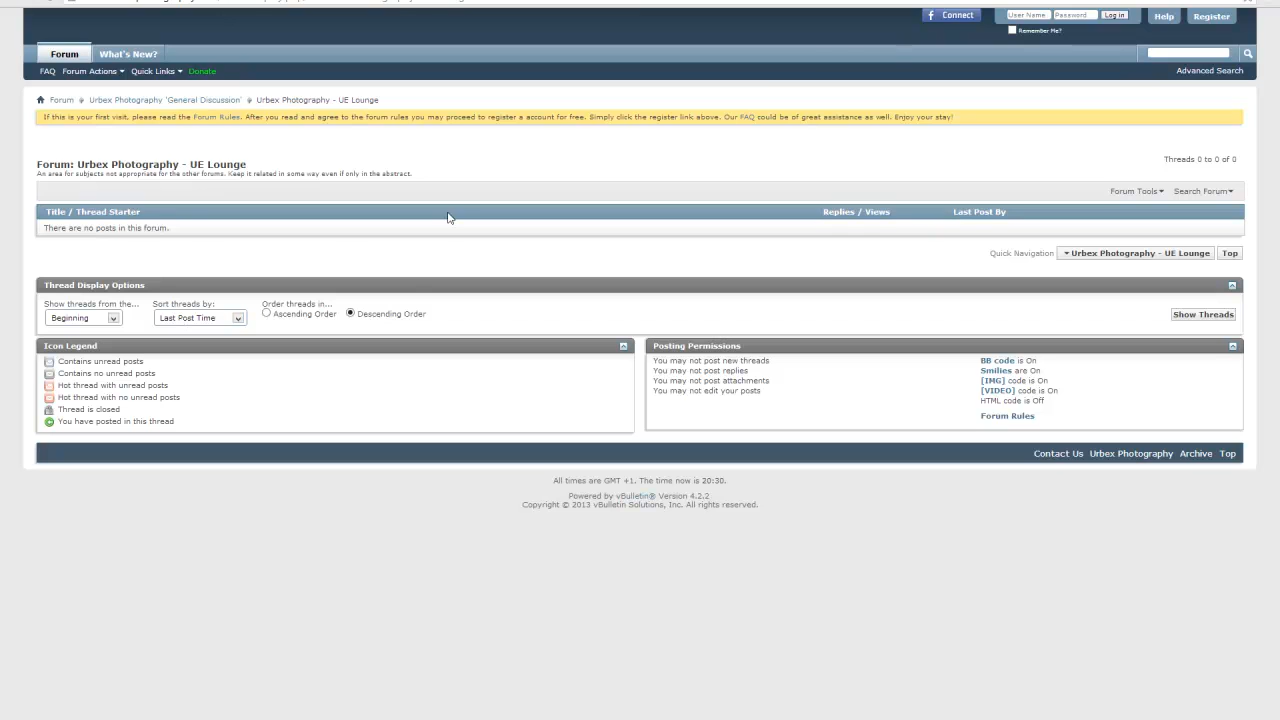 Connect User Name Password Log in Help Register
Remember Me?
Forum What's New?
FAQ Forum Actions Quick Links Donate Advanced Search
Forum Urbex Photography 'General Discussion' Urbex Photography - UE Lounge
If this is your first visit, please read the Forum Rules. After you read and agree to the forum rules you may proceed to register a account for free. Simply click the register link above. Our FAQ could be of great assistance as well. Enjoy your stay!
Threads 0 to 0 of 0
Forum: Urbex Photography - UE Lounge
An area for subjects not appropriate for the other forums. Keep it related in some way even if only in the abstract.
Forum Tools Search Forum
Title / Thread Starter Replies / Views Last Post By
There are no posts in this forum.
Quick Navigation Urbex Photography - UE Lounge Top
Thread Display Options
Show threads from the... Sort threads by: Order threads in...
Beginning Last Post Time Ascending Order Descending Order Show Threads
Icon Legend
Contains unread posts
Contains no unread posts
Hot thread with unread posts
Hot thread with no unread posts
Thread is closed
You have posted in this thread
Posting Permissions
You may not post new threads
You may not post replies
You may not post attachments
You may not edit your posts
BB code is On
Smilies are On
[IMG] code is On
[VIDEO] code is On
HTML code is Off
Forum Rules
Contact Us Urbex Photography Archive Top
All times are GMT +1. The time now is 20:30.
Powered by vBulletin® Version 4.2.2
Copyright © 2013 vBulletin Solutions, Inc. All rights reserved.